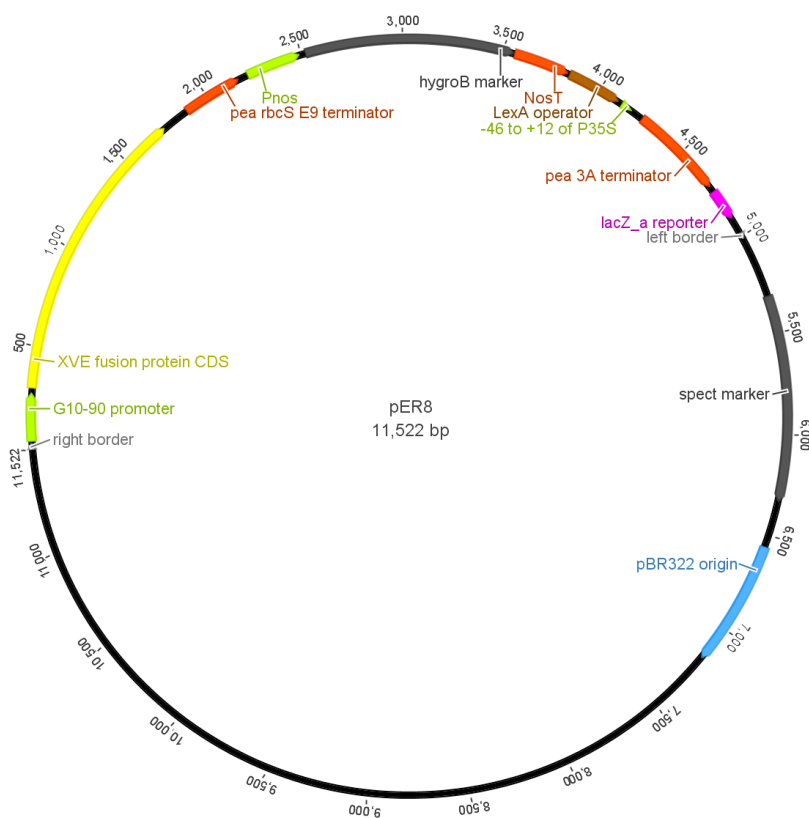 3,000
3,500
2,500
hygroB marker
4,000
2,000
Pnos
NosT
pea rbcS E9 terminator
LexA operator
-46 to +12 of P35S
1,500
4,500
pea 3A terminator
lacZ_a reporter
5,000
left border
1,000
5,500
500
XVE fusion protein CDS
spect marker
G10-90 promoter
pER8
11,522 bp
right border
6,000
11,522
6,500
pBR322 origin
11,000
7,000
10,500
7,500
10,000
8,000
9,500
9,000
8,500